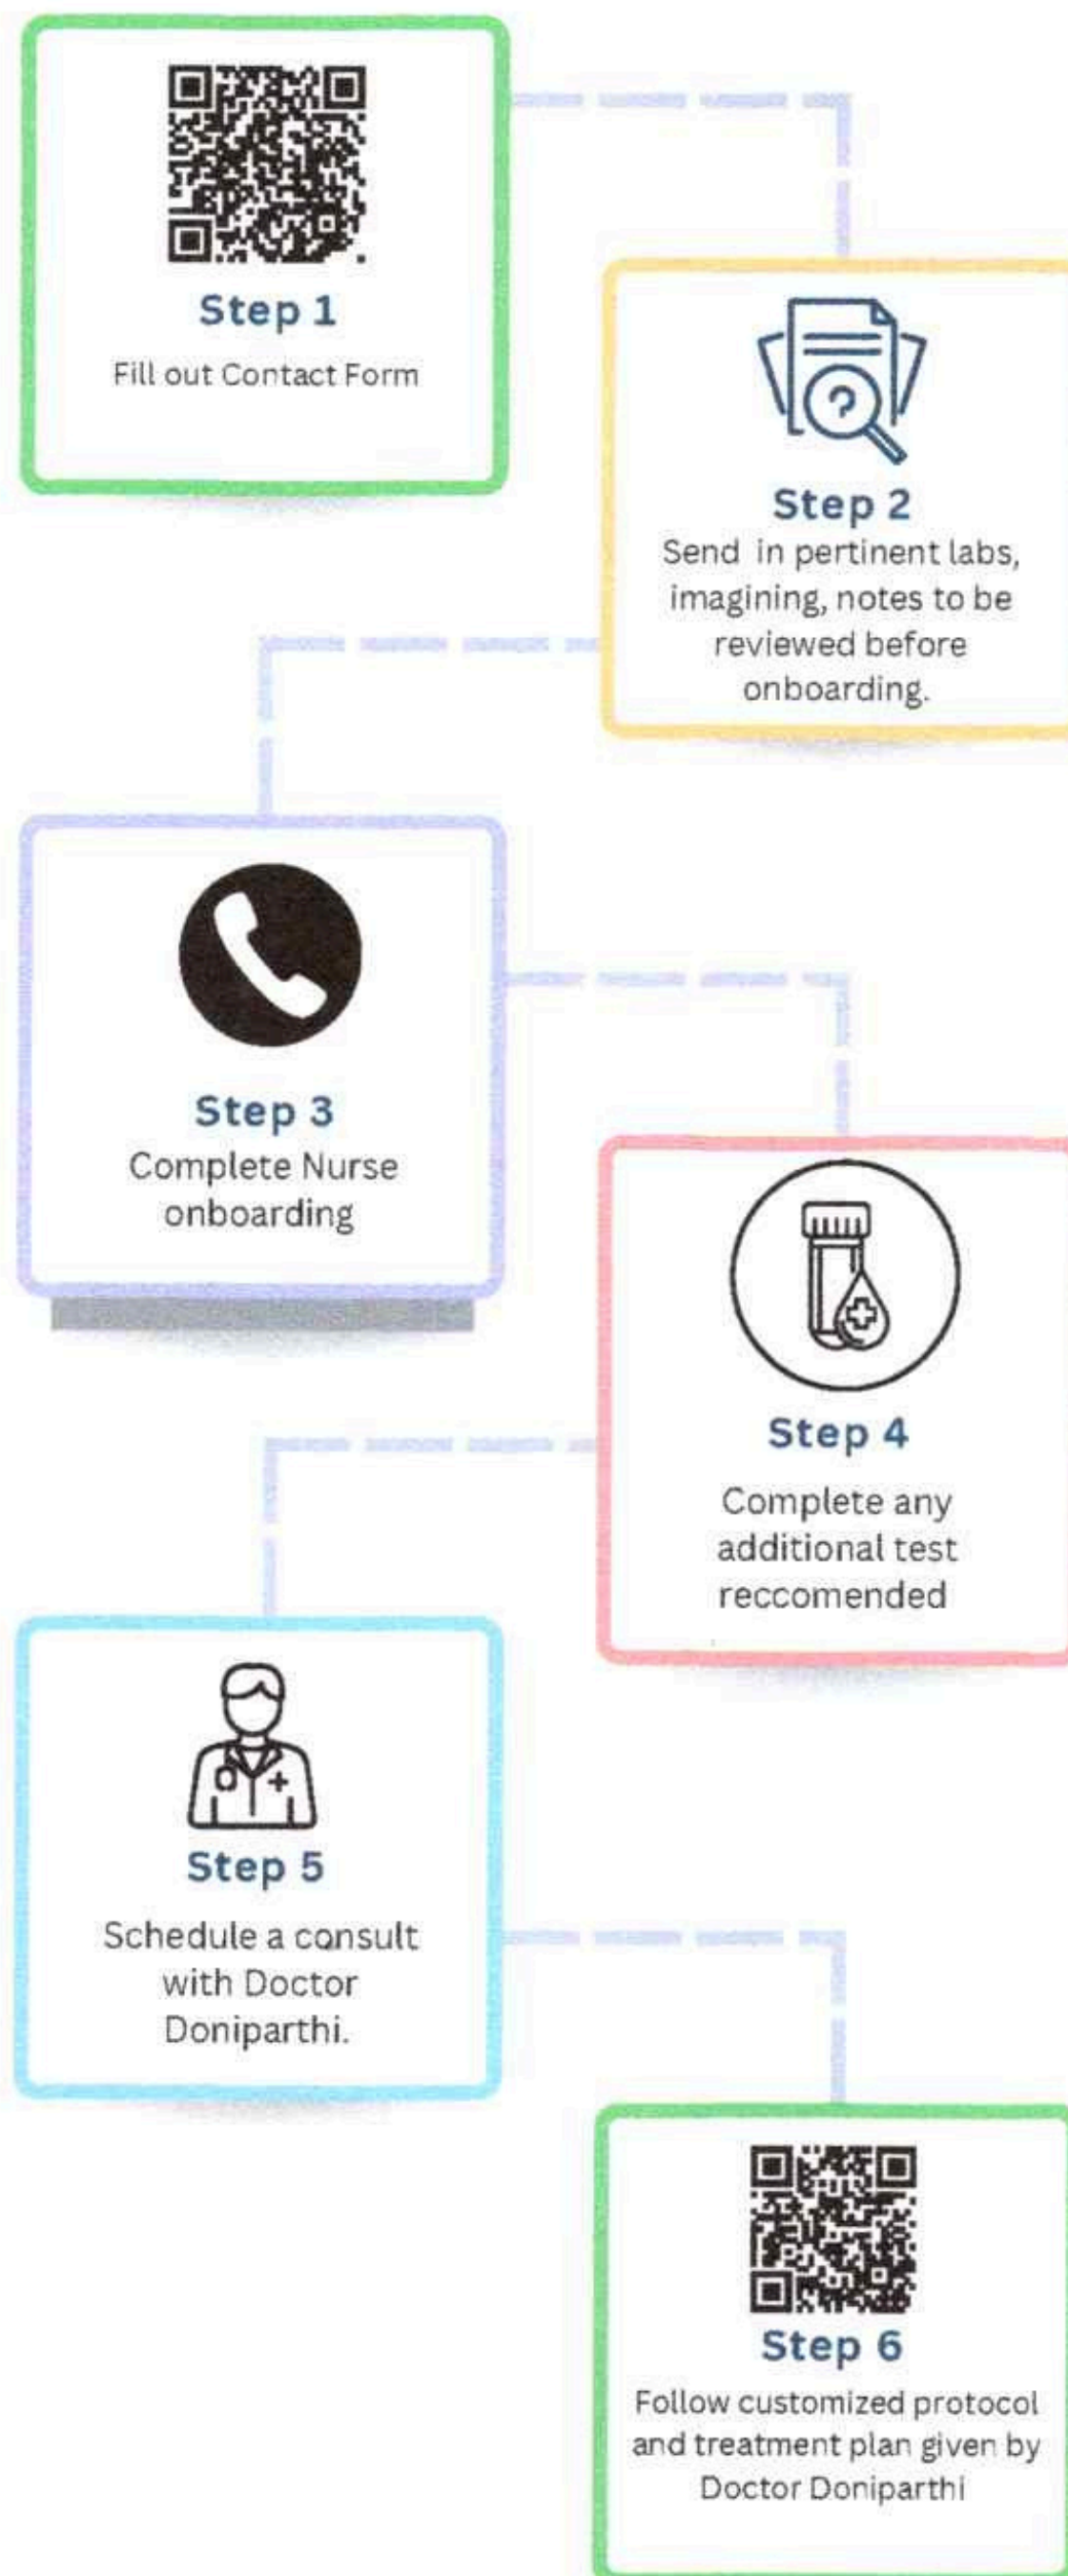 Step 1
Fill out Contact Form
Step 2
Send in pertinent labs,
imagining, notes to be
reviewed before
onboarding.
Step 3
Complete Nurse
onboarding
Step 4
Complete any
additional test
reccomended
Step 5
Schedule a consult
with Doctor
Doniparthi.
Step 6
Follow customized protocol
and treatment plan given by
Doctor Doniparthi